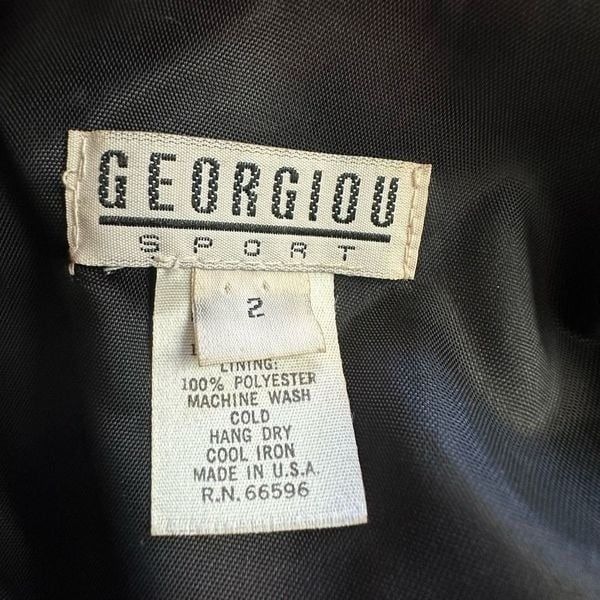 GEORGIOU
SPORT
2
LINING:
100% POLYESTER
MACHINE WASH
COLD
HANG DRY
COOL IRON
MADE IN U.S.A.
R.N. 66596